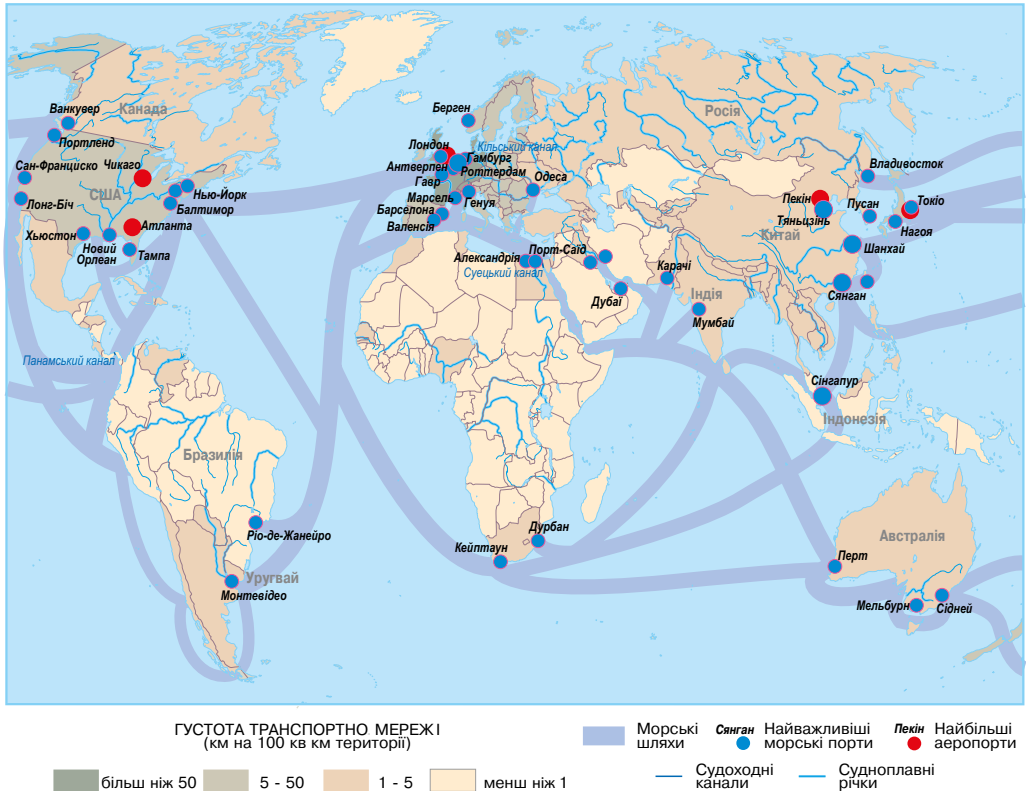 Ванкувер
Канада
Портленд
Сан-Франциско
Чикаго
США
Нью-Йорк
Лонг-Біч
Балтимор
Хьюстон
Атланта
Новий
Орлеан
Тампа
Панамський канал
Бразилія
Ріо-де-Жанейро
Уругвай
Монтевідео
Берген
Лондон
Кільський канал
Гамбург
Антверпен
Роттердам
Гавр
Одеса
Марсель
Генуя
Барселона
Валенсія
Александрія
Порт-Саїд
Суецький канал
Дубаї
Карачі
Індія
Мумбай
Росія
Владивосток
Пекін
Тяньцзінь
Пусан
Токіо
Нагоя
Китай
Шанхай
Сянган
Сінгапур
Індонезія
Кейптаун
Дурбан
Перт
Австралія
Мельбурн
Сідней
ГУСТОТА ТРАНСПОРТНО МЕРЕЖІ
(км на 100 кв км території)
більш ніж 50
5 - 50
1 - 5
менш ніж 1
Морські
шляхи
Сянган
Найважливіші
морські порти
Пекін
Найбільші
аеропорти
Судоходні
канали
Судноплавні
річки